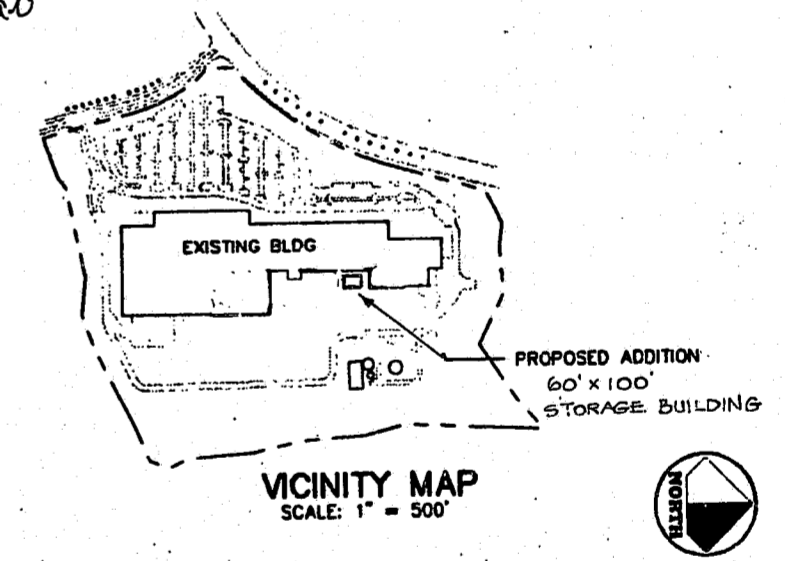 EXISTING BLDG
PROPOSED ADDITION
60' x 100'
STORAGE BUILDING
VICINITY MAP
SCALE: 1" = 500'
NORTH